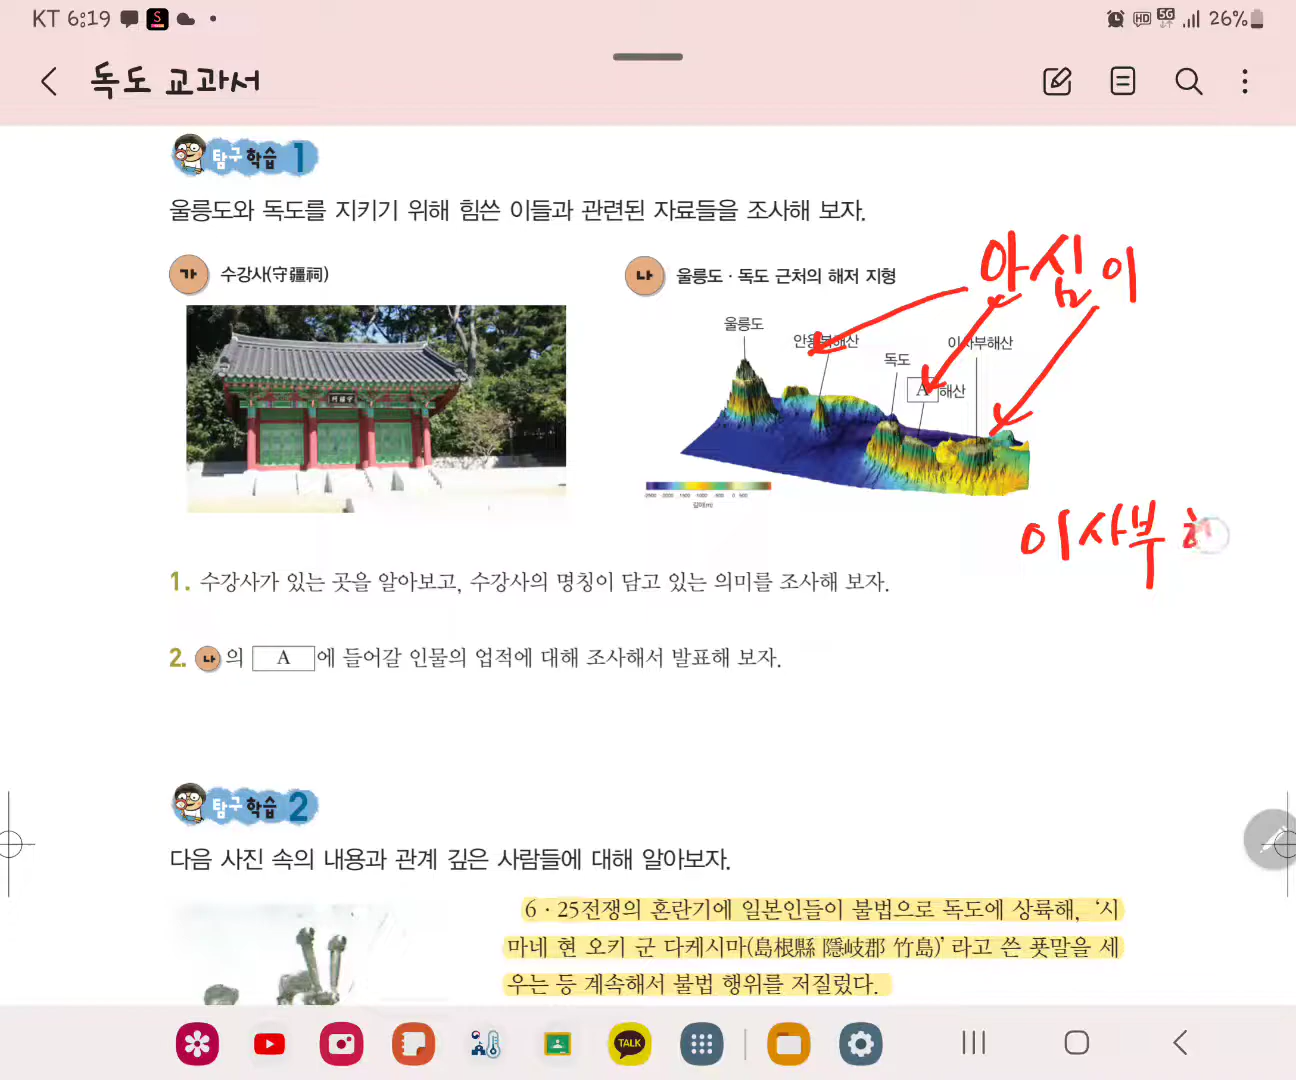 KT 6:19
26%
독도 교과서
탐구 학습 1
울릉도와 독도를 지키기 위해 힘쓴 이들과 관련된 자료들을 조사해 보자.
가 수강사(守疆祠)
나 울릉도·독도 근처의 해저 지형
안심이
울릉도
안용복해산
독도
이사부해산
A 해산
이사부
1. 수강사가 있는 곳을 알아보고, 수강사의 명칭이 담고 있는 의미를 조사해 보자.
2. 나 의 A 에 들어갈 인물의 업적에 대해 조사해서 발표해 보자.
탐구 학습 2
다음 사진 속의 내용과 관계 깊은 사람들에 대해 알아보자.
6·25전쟁의 혼란기에 일본인들이 불법으로 독도에 상륙해, ‘시
마네 현 오키 군 다케시마(島根縣 隱岐郡 竹島)’ 라고 쓴 푯말을 세
우는 등 계속해서 불법 행위를 저질렀다.
TALK